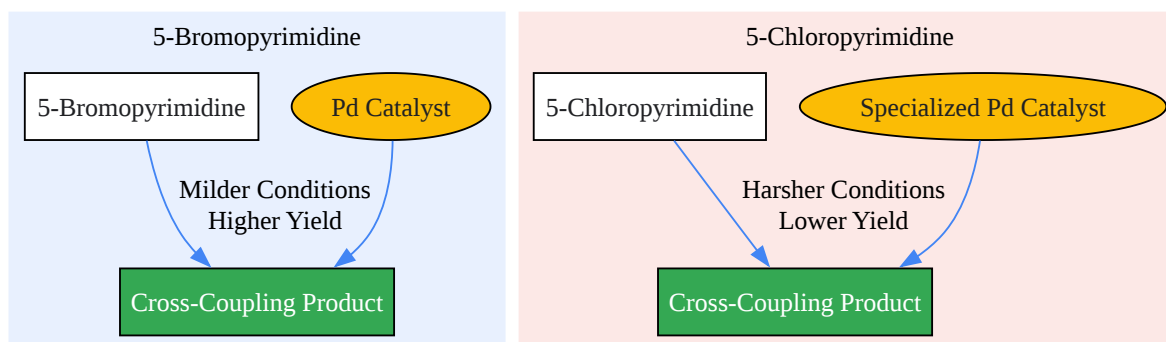 5-Bromopyrimidine
5-Bromopyrimidine
Pd Catalyst
Milder Conditions
Higher Yield
Cross-Coupling Product
5-Chloropyrimidine
5-Chloropyrimidine
Specialized Pd Catalyst
Harsher Conditions
Lower Yield
Cross-Coupling Product